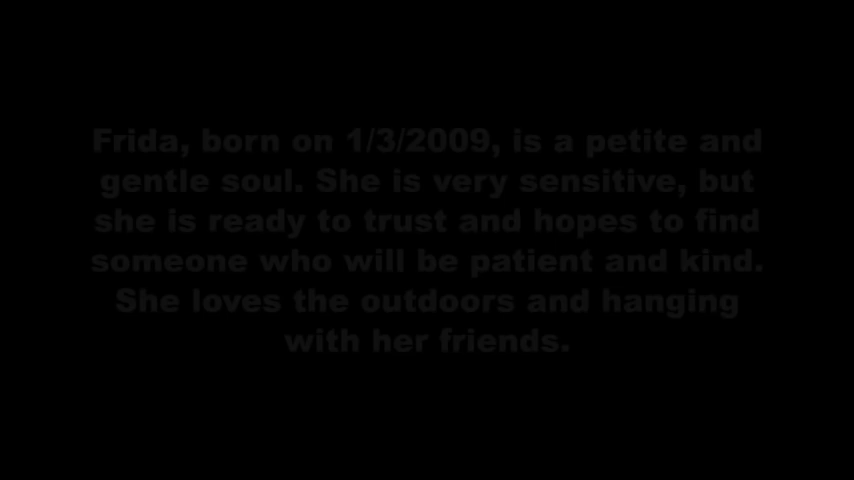 Frida, born on 1/3/2009, is a petite and
gentle soul. She is very sensitive, but
she is ready to trust and hopes to find
someone who will be patient and kind.
She loves the outdoors and hanging
with her friends.